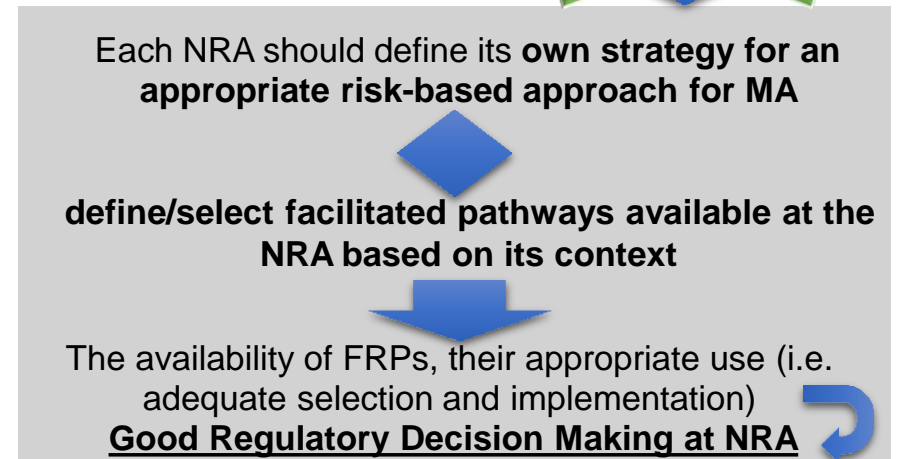 Each NRA should define its own strategy for an
appropriate risk-based approach for MA
define/select facilitated pathways available at the
NRA based on its context
The availability of FRPs, their appropriate use (i.e.
adequate selection and implementation)
Good Regulatory Decision Making at NRA